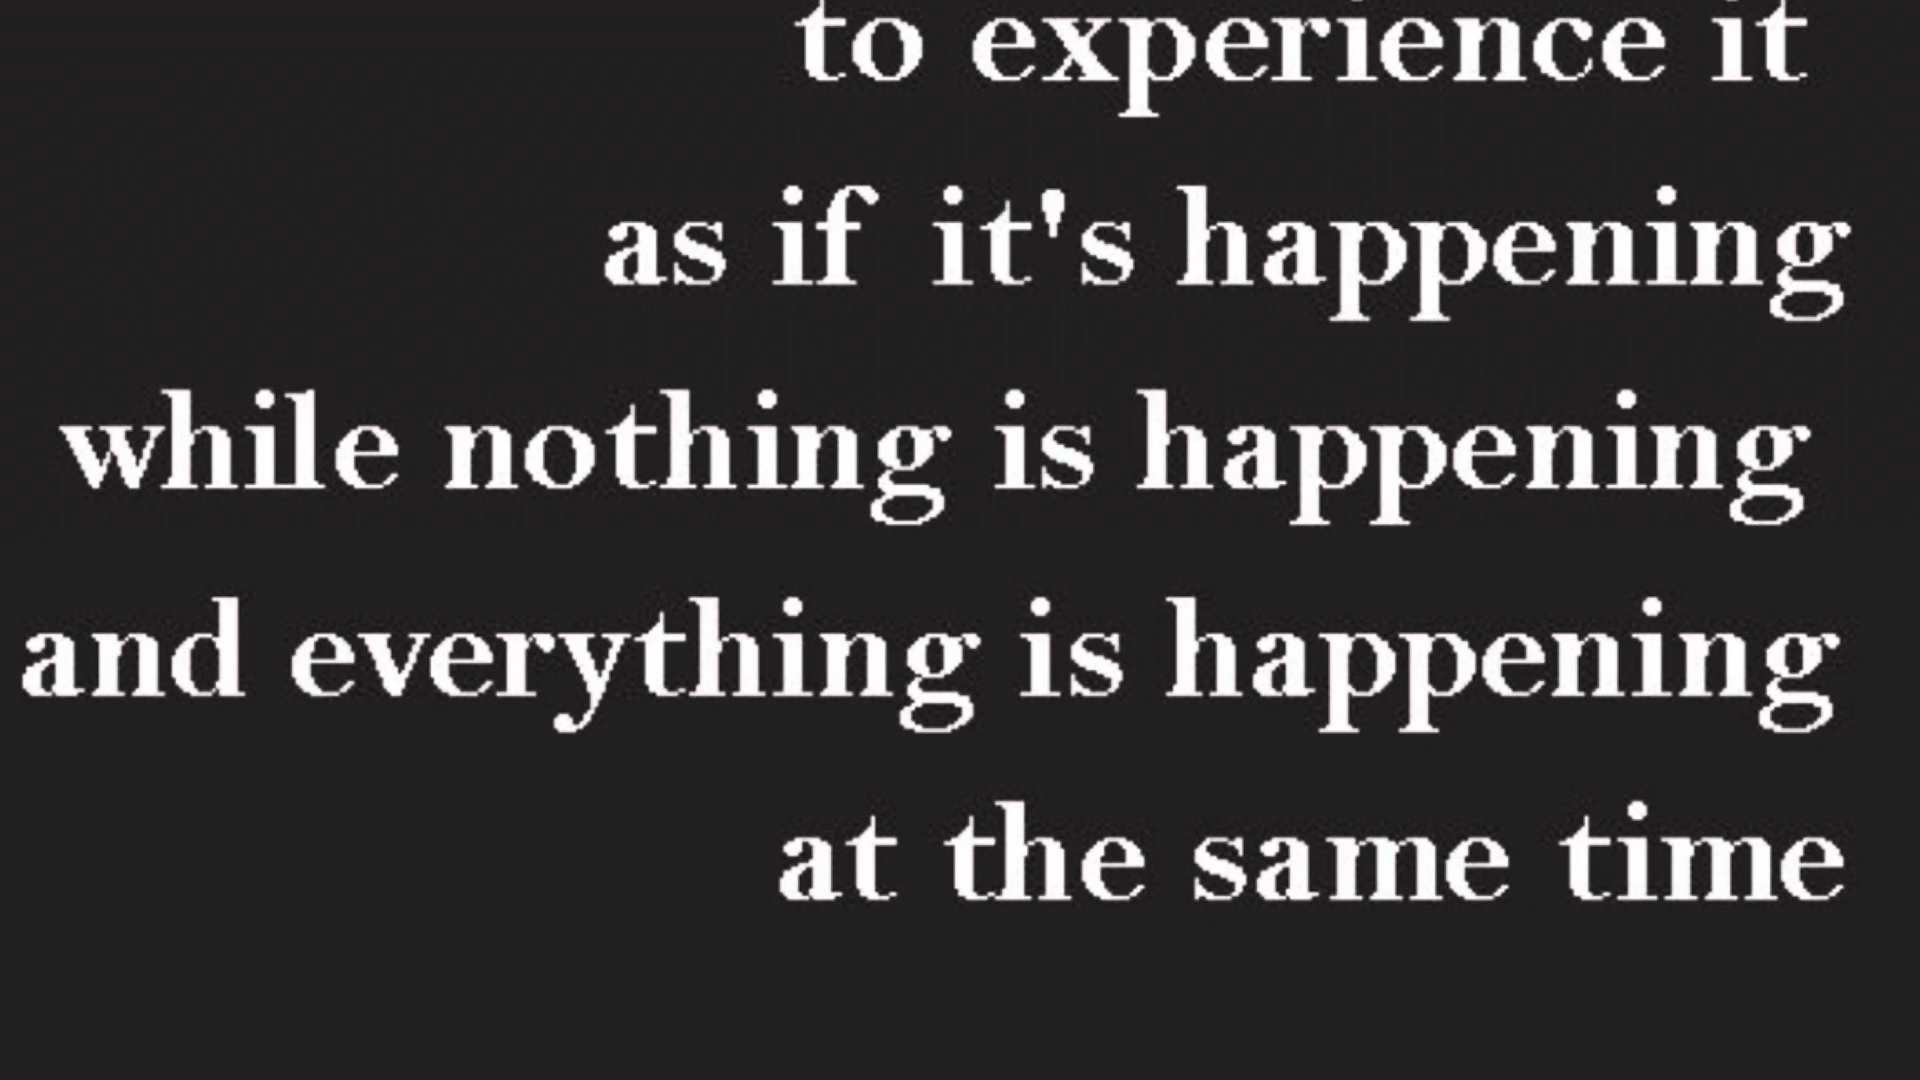 to experience it
as if it's happening
while nothing is happening
and everything is happening
at the same time